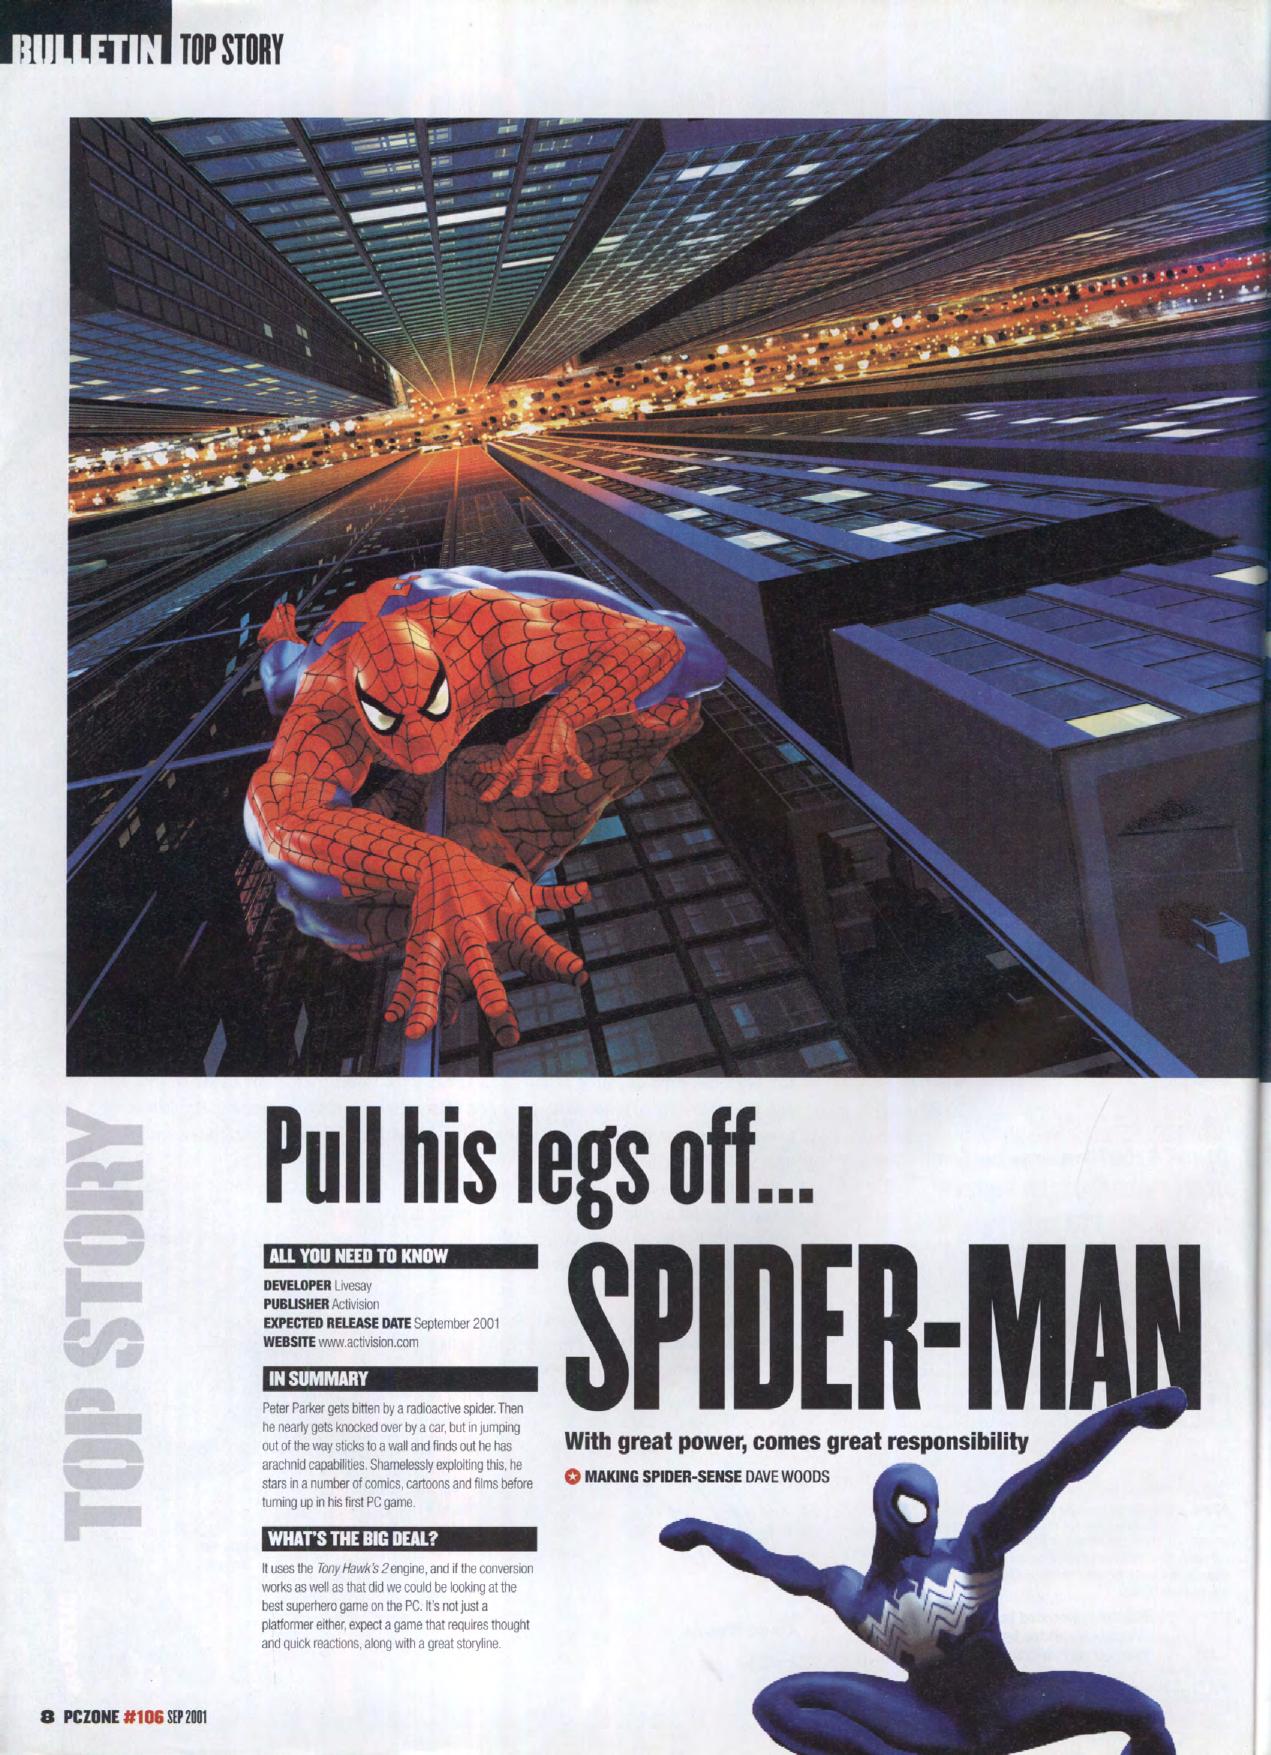 BULLETIN TOP STORY
TOP STORY
Pull his legs off...
SPIDER-MAN
With great power, comes great responsibility
MAKING SPIDER-SENSE DAVE WOODS
ALL YOU NEED TO KNOW
DEVELOPER Livesay
PUBLISHER Activision
EXPECTED RELEASE DATE September 2001
WEBSITE www.activision.com
IN SUMMARY
Peter Parker gets bitten by a radioactive spider. Then
he nearly gets knocked over by a car, but in jumping
out of the way sticks to a wall and finds out he has
arachnid capabilities. Shamelessly exploiting this, he
stars in a number of comics, cartoons and films before
turning up in his first PC game.
WHAT'S THE BIG DEAL?
It uses the Tony Hawk's 2 engine, and if the conversion
works as well as that did we could be looking at the
best superhero game on the PC. It's not just a
platformer either, expect a game that requires thought
and quick reactions, along with a great storyline.
8 PCZONE #106 SEP 2001